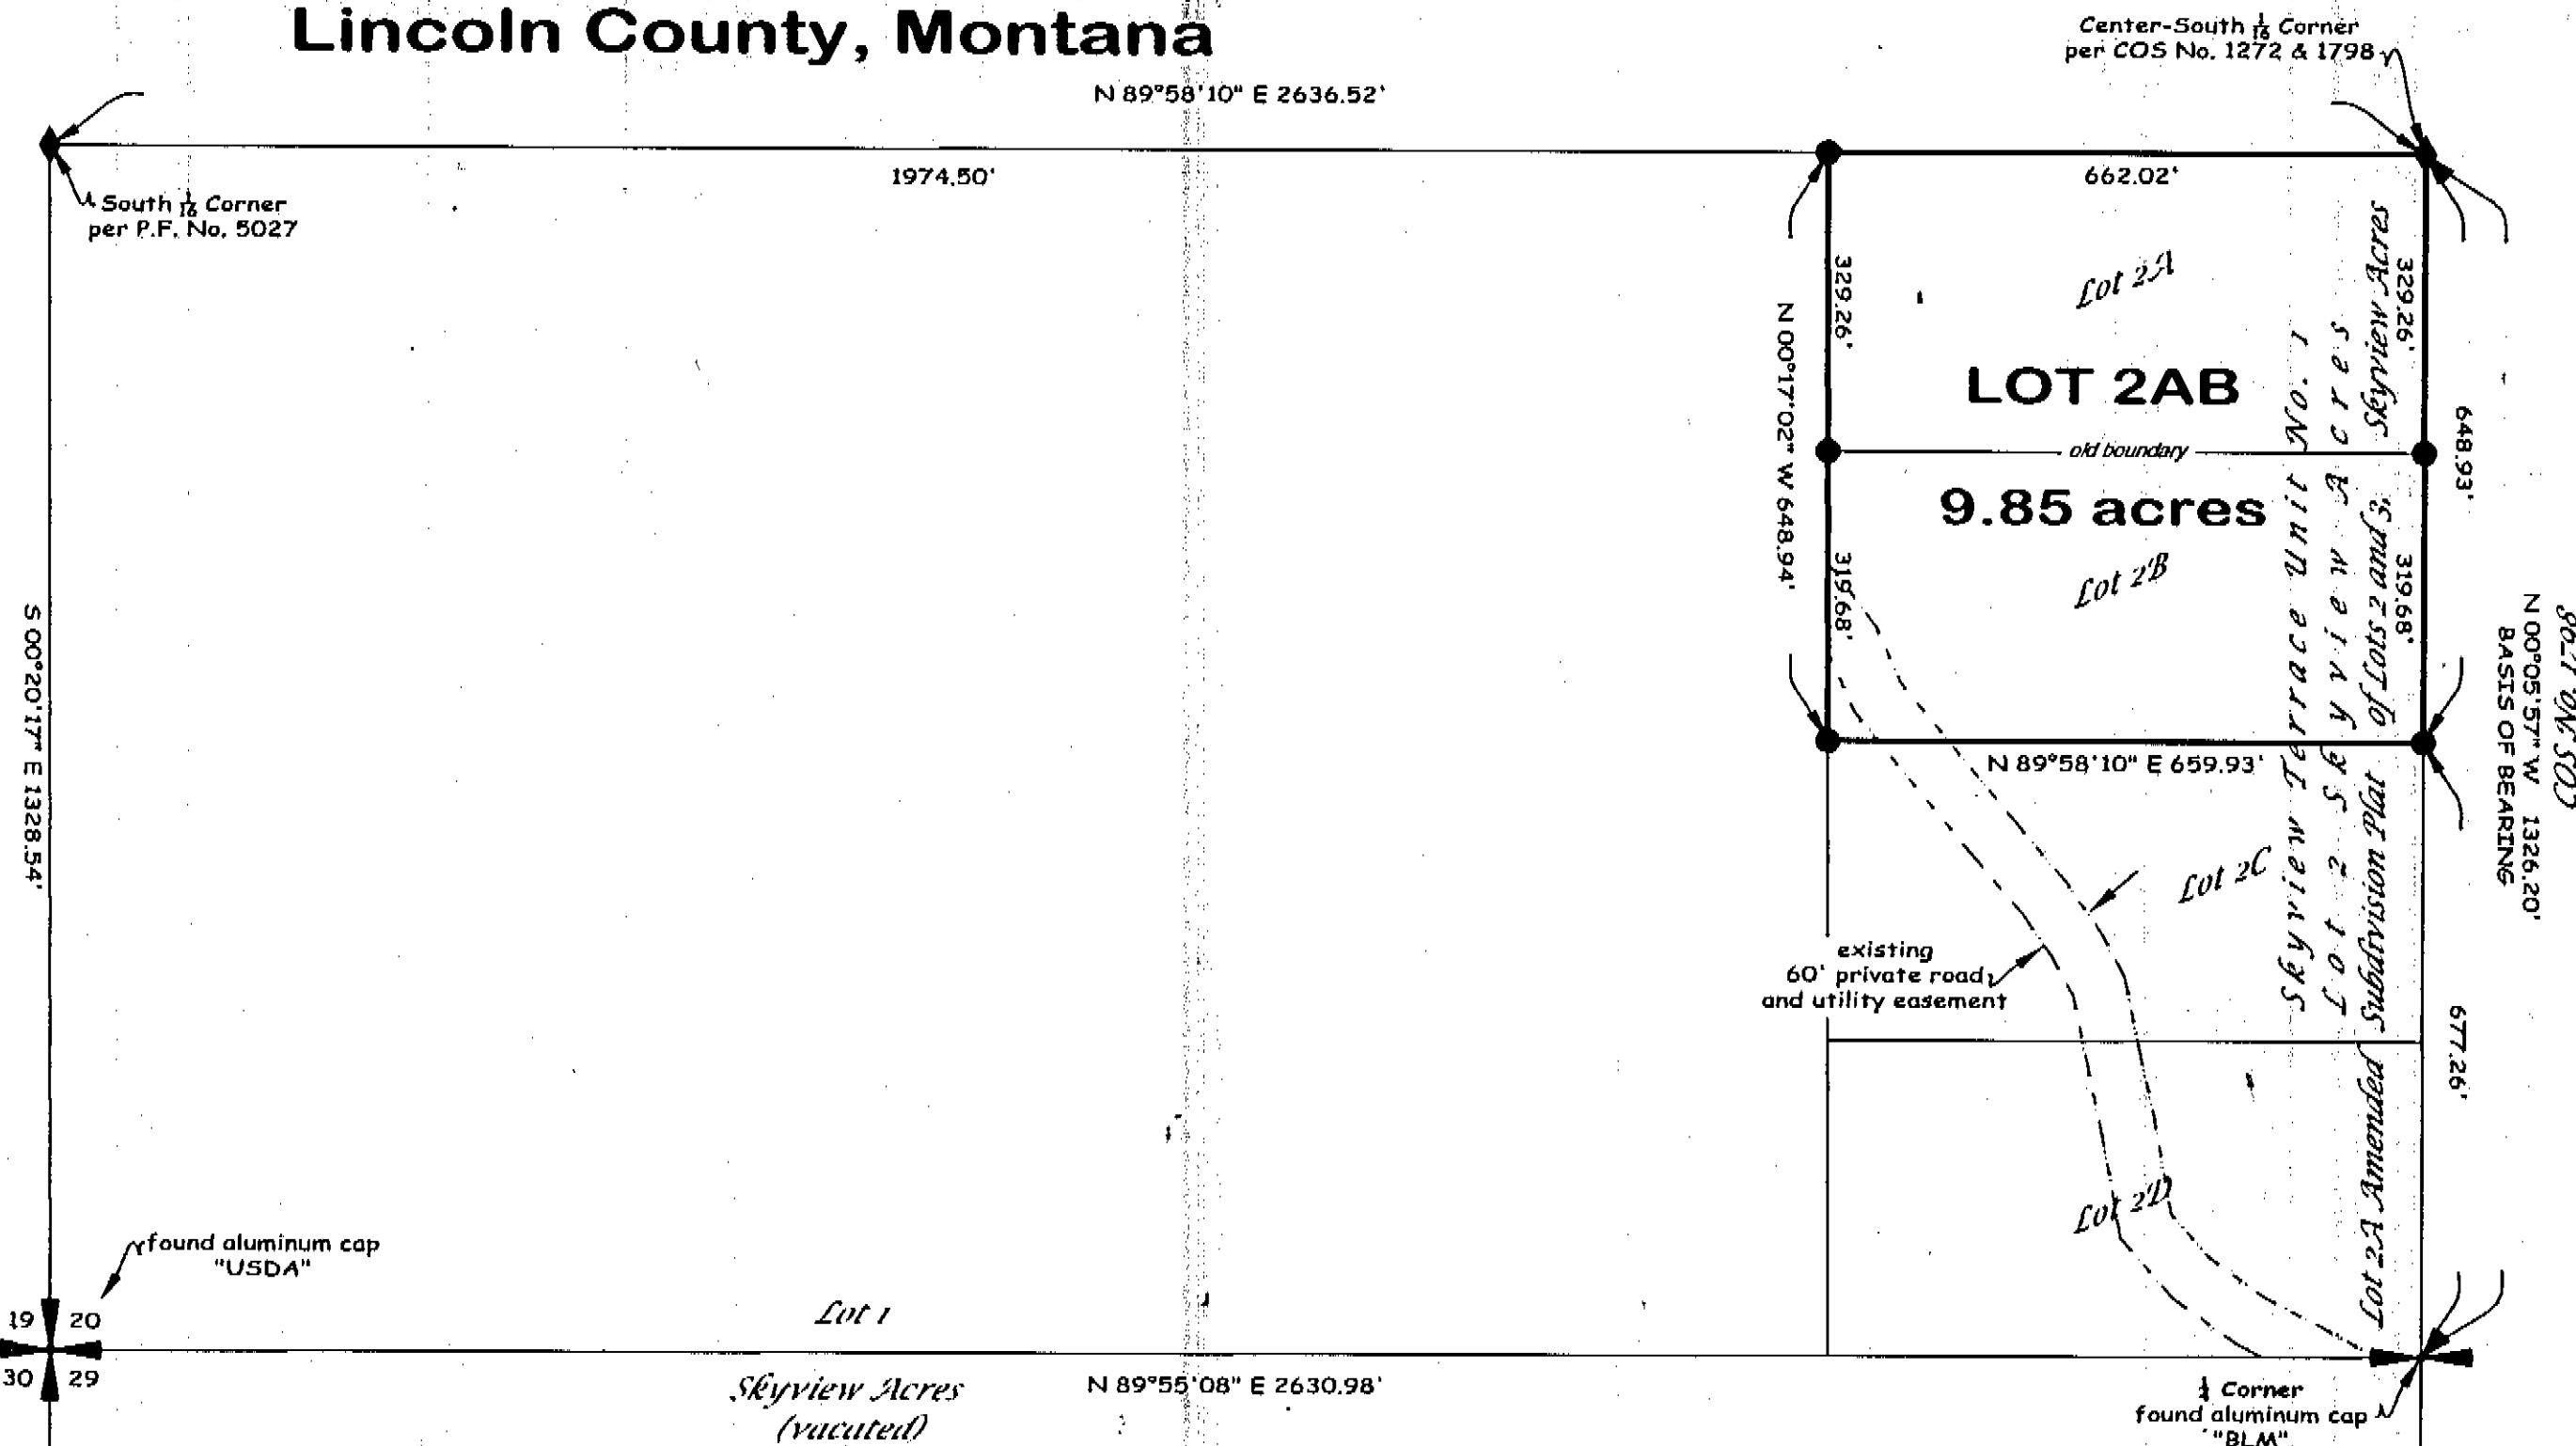 Lincoln County, Montana
Center-South 1/16 Corner
per COS No. 1272 & 1798
N 89°58'10" E 2636.52'
1974.50'
662.02'
South 1/16 Corner
per P.F. No. 5027
Lot 2A
329.26'
329.26'
N 00°17'02" W 648.94'
LOT 2AB
old boundary
9.85 acres
648.93'
Lot 2B
319.68'
319.68'
N 89°58'10" E 659.93'
Skyview Terrace Unit No. 1
Lot 2 Skyview Acres
Lot 2A Amended Subdivision Plat of Lots 2 and 3, Skyview Acres
N 00°05'57" W 1326.20'
BASIS OF BEARING
COS No. 1798
S 00°20'17" E 1328.54'
Lot 2C
existing
60' private road
and utility easement
677.26'
Lot 2D
found aluminum cap
"USDA"
19 20
30 29
Lot 1
Skyview Acres
(vacated)
N 89°55'08" E 2630.98'
1/4 Corner
found aluminum cap
"BLM"